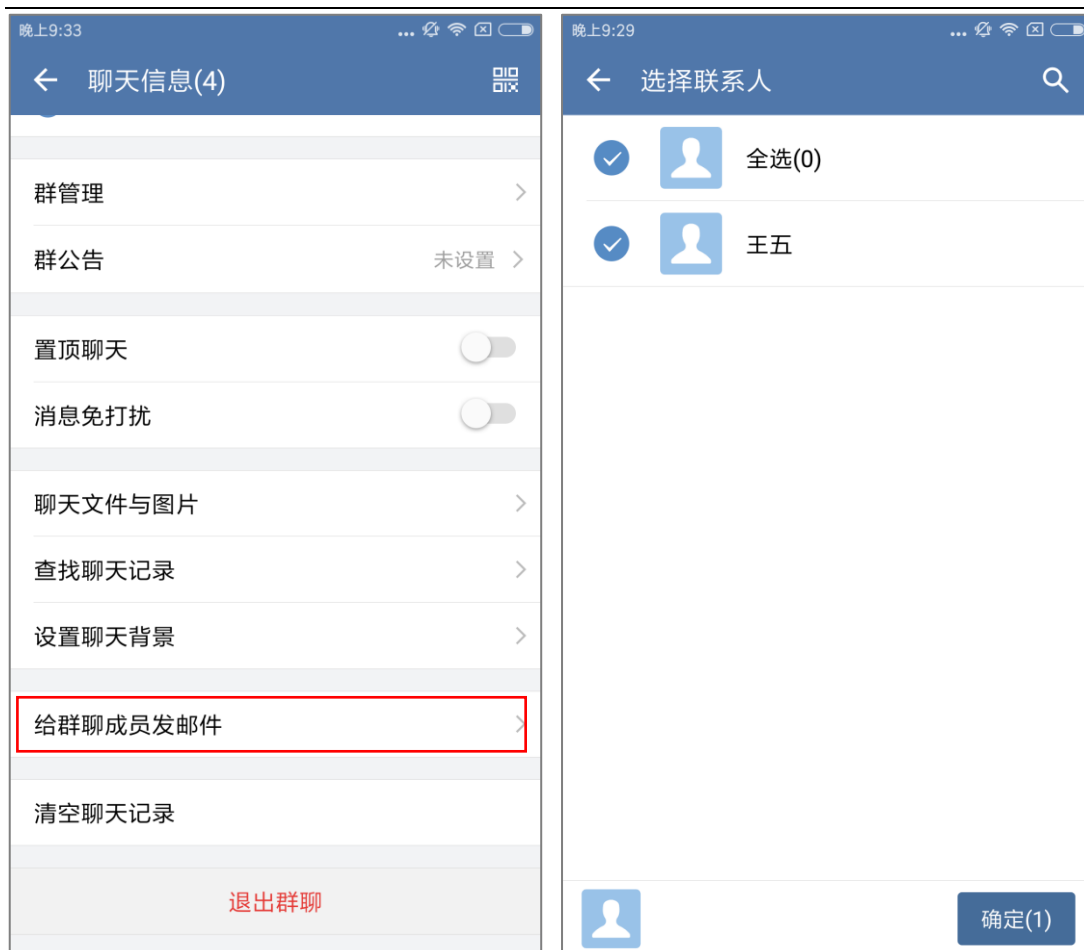 晚上9:33
聊天信息(4)
群管理
群公告 未设置
置顶聊天
消息免打扰
聊天文件与图片
查找聊天记录
设置聊天背景
给群聊成员发邮件
清空聊天记录
退出群聊
晚上9:29
选择联系人
全选(0)
王五
确定(1)